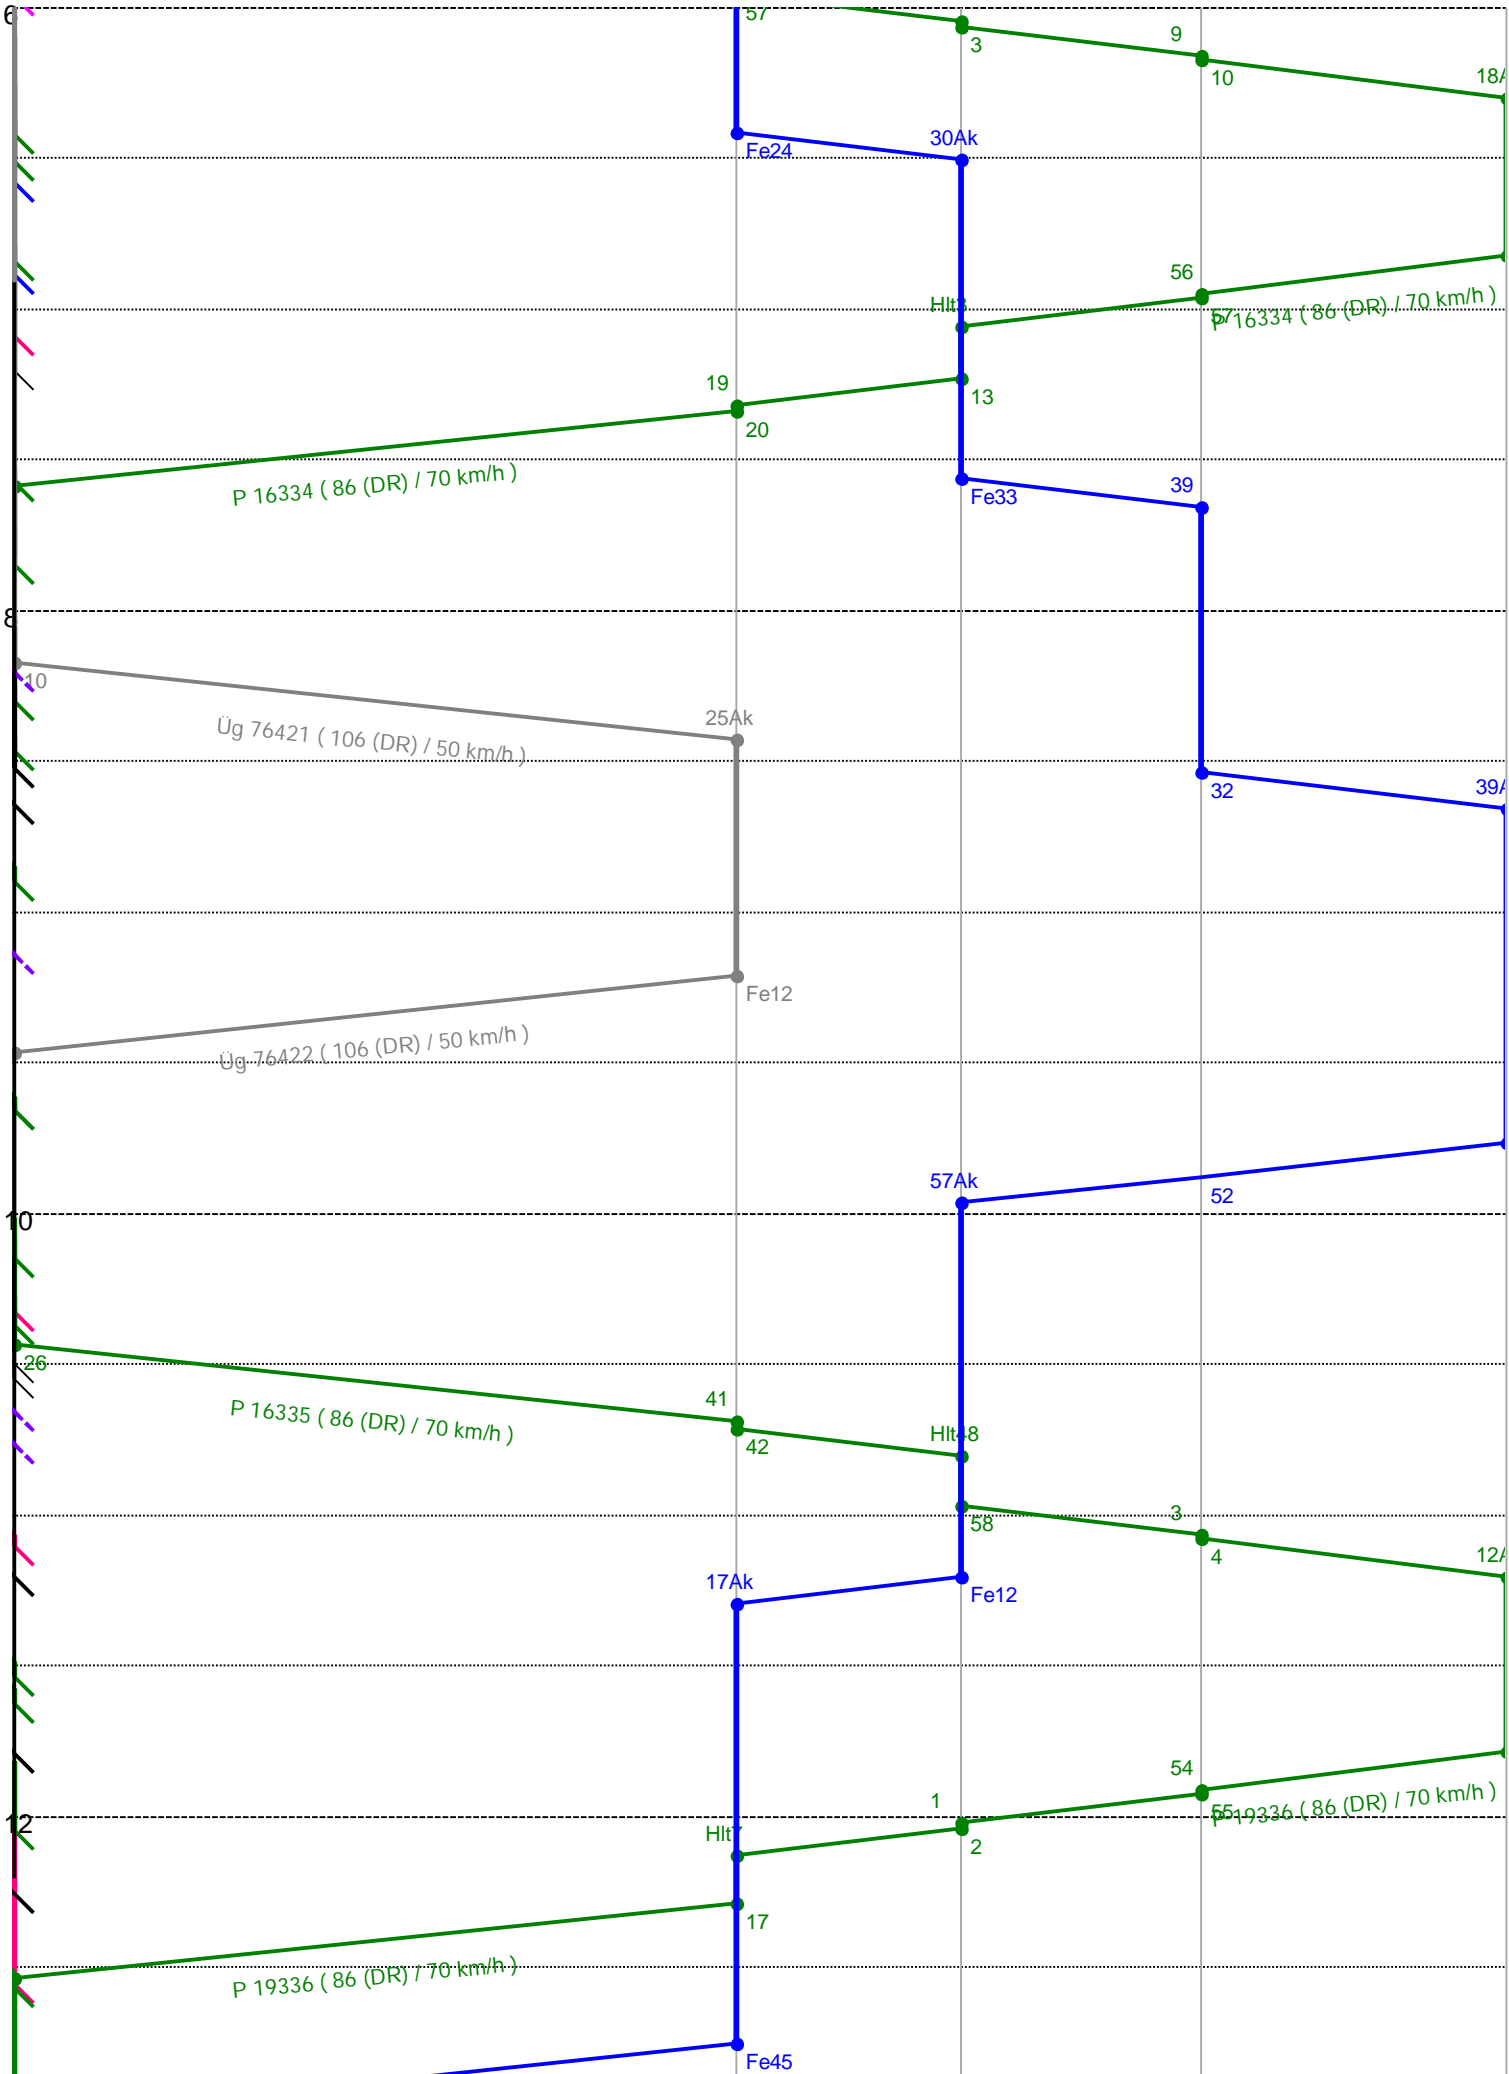 6
57
3
9
10
18A
Fe24
30Ak
56
57
P 16334 ( 86 (DR) / 70 km/h )
Hlt3
19
13
20
P 16334 ( 86 (DR) / 70 km/h )
Fe33
39
8
10
Üg 76421 ( 106 (DR) / 50 km/h )
25Ak
32
39A
Fe12
Üg 76422 ( 106 (DR) / 50 km/h )
57Ak
52
10
26
P 16335 ( 86 (DR) / 70 km/h )
41
42
Hlt48
58
3
4
12A
17Ak
Fe12
54
55
P 19336 ( 86 (DR) / 70 km/h )
1
2
12
Hlt7
17
P 19336 ( 86 (DR) / 70 km/h )
Fe45